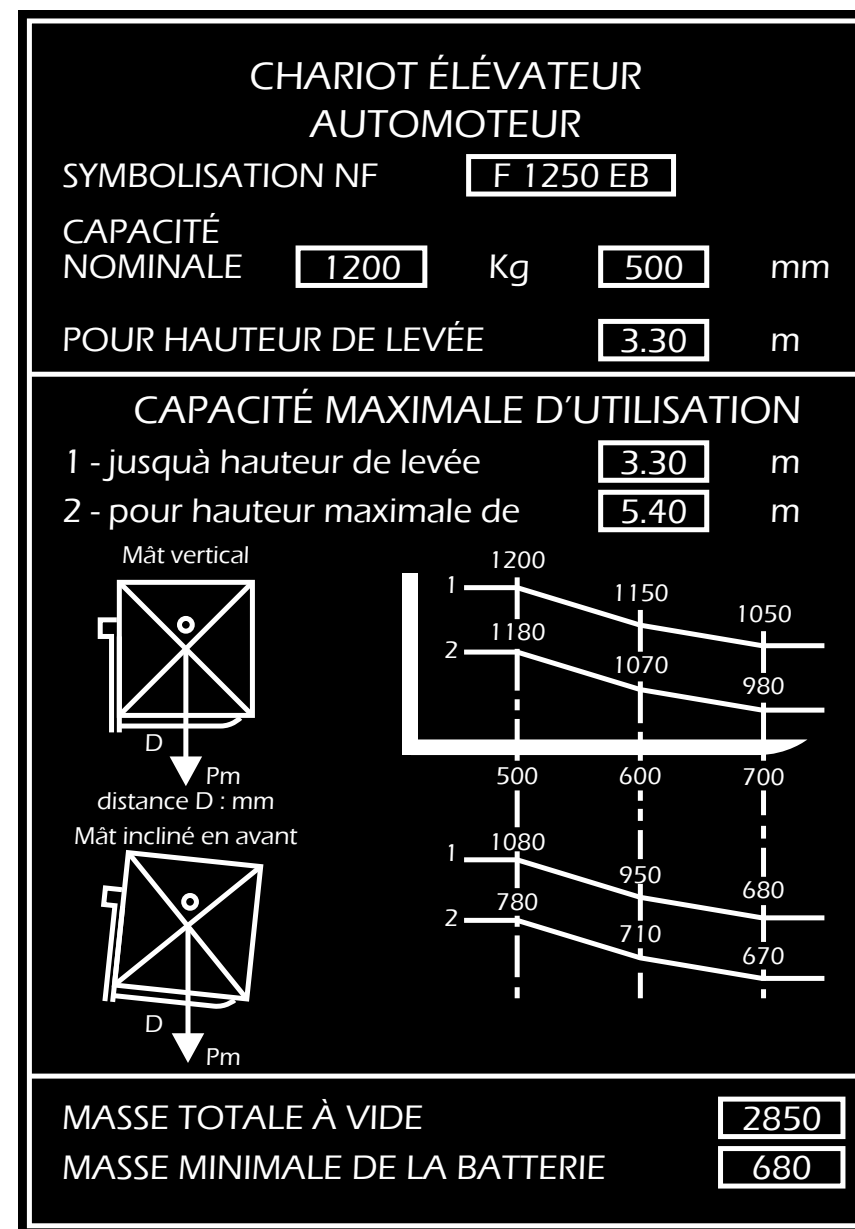 CHARIOT ÉLÉVATEUR
AUTOMOTEUR
SYMBOLISATION NF F 1250 EB
CAPACITÉ
NOMINALE 1200 Kg 500 mm
POUR HAUTEUR DE LEVÉE 3.30 m
CAPACITÉ MAXIMALE D'UTILISATION
1 - jusquà hauteur de levée 3.30 m
2 - pour hauteur maximale de 5.40 m
Mât vertical
D
Pm
distance D : mm
1200
1 1150
1050
2 1180
1070
980
500 600 700
Mât incliné en avant
D
Pm
1 1080
950
680
2 780
710
670
MASSE TOTALE À VIDE 2850
MASSE MINIMALE DE LA BATTERIE 680